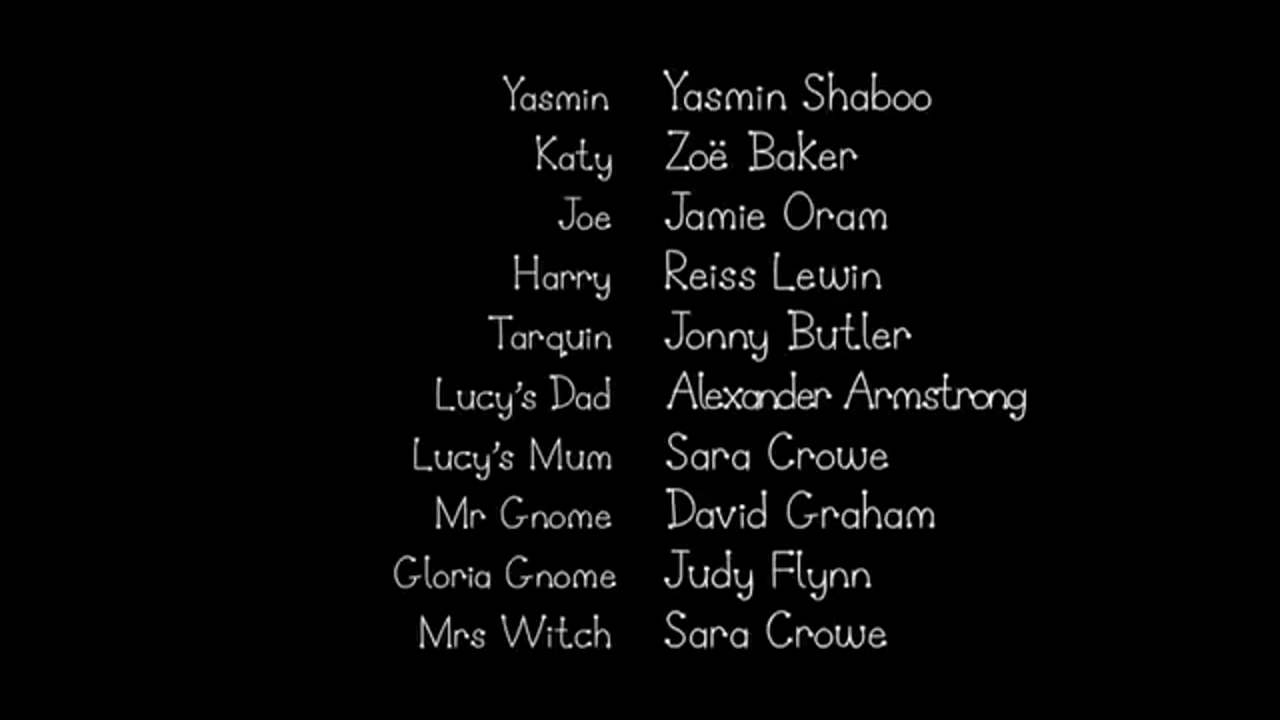 Yasmin Yasmin Shaboo
Katy Zoë Baker
Joe Jamie Oram
Harry Reiss Lewin
Tarquin Jonny Butler
Lucy's Dad Alexander Armstrong
Lucy's Mum Sara Crowe
Mr Gnome David Graham
Gloria Gnome Judy Flynn
Mrs Witch Sara Crowe